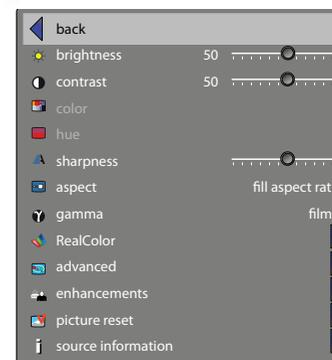 back
brightness 50
contrast 50
color
hue
sharpness
aspect fill aspect rat
gamma film
RealColor
advanced
enhancements
picture reset
source information